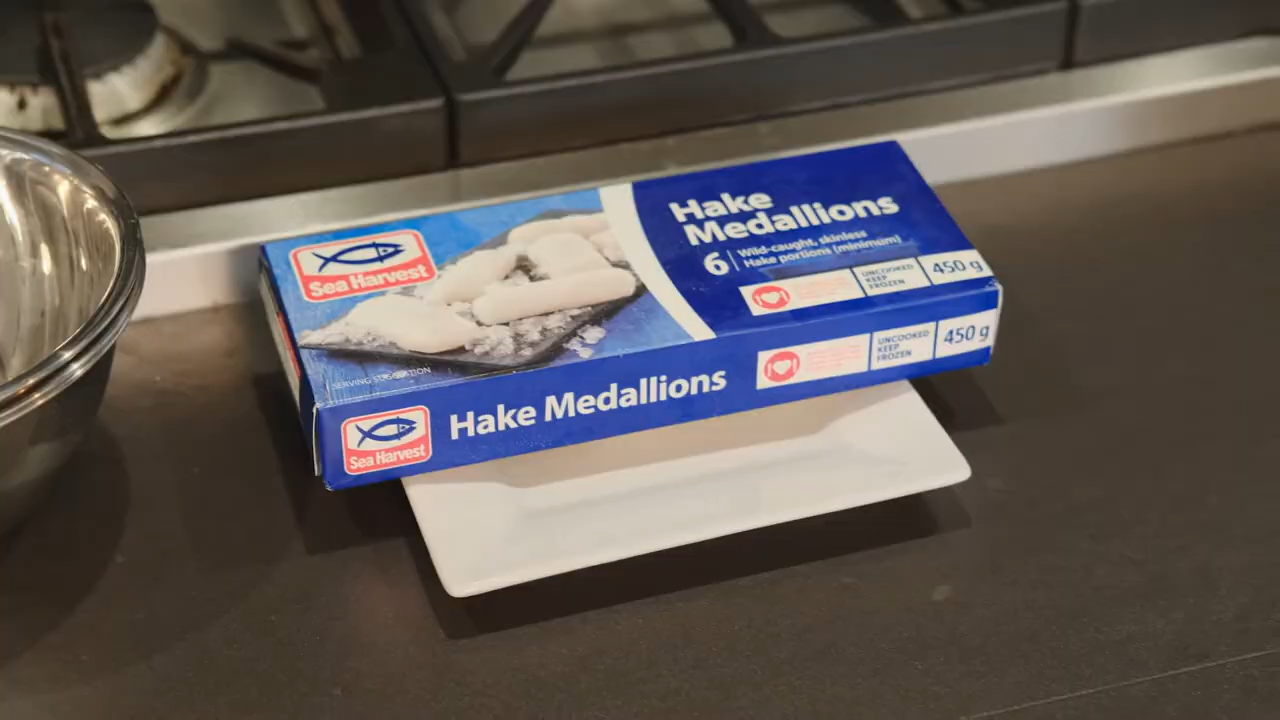 Hake
Medallions
6 Wild-caught, skinless
Hake portions (minimum)
UNCOOKED
KEEP
FROZEN
450 g
Sea Harvest
SERVING SUGGESTION
Sea Harvest
Hake Medallions
UNCOOKED
KEEP
FROZEN
450 g